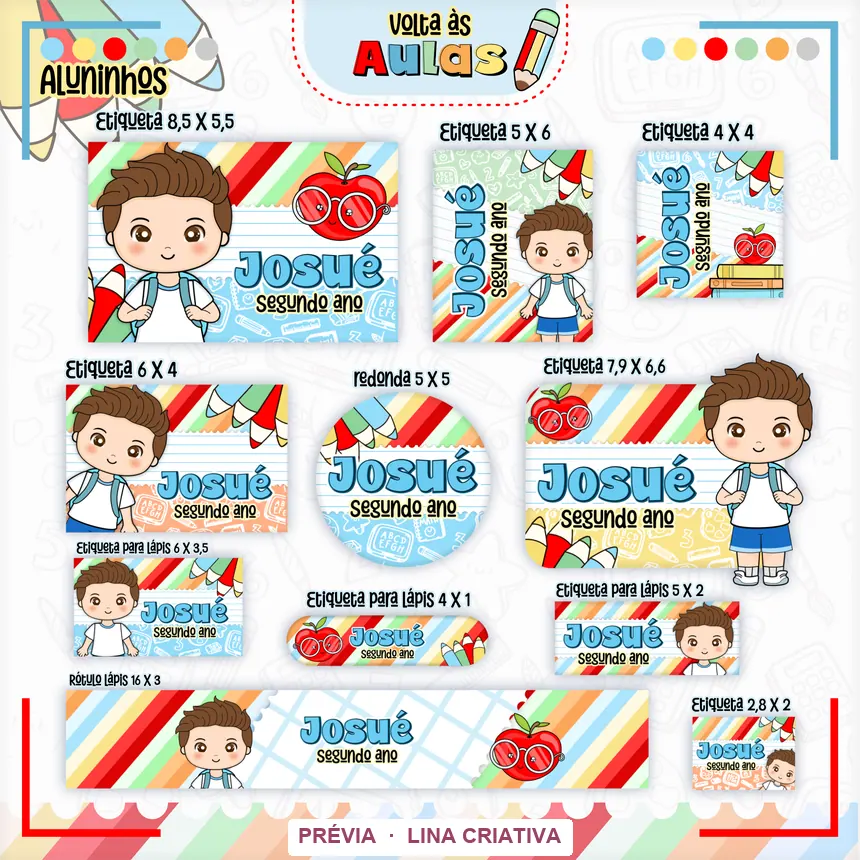 Volta às
Aulas
Aluninhos
Etiqueta 8,5 X 5,5
Josué
Segundo ano
Etiqueta 5 X 6
Josué
Segundo ano
Etiqueta 4 X 4
Josué
Segundo ano
Etiqueta 6 X 4
Josué
Segundo ano
redonda 5 X 5
Josué
Segundo ano
ABCD
EFGH
Etiqueta 7,9 X 6,6
Josué
Segundo ano
Etiqueta para lápis 6 X 3,5
Josué
Segundo ano
Etiqueta para lápis 4 X 1
Josué
Segundo ano
Etiqueta para lápis 5 X 2
Josué
Segundo ano
Rótulo lápis 16 X 3
Josué
Segundo ano
Etiqueta 2,8 X 2
Josué
Segundo ano
PRÉVIA · LINA CRIATIVA